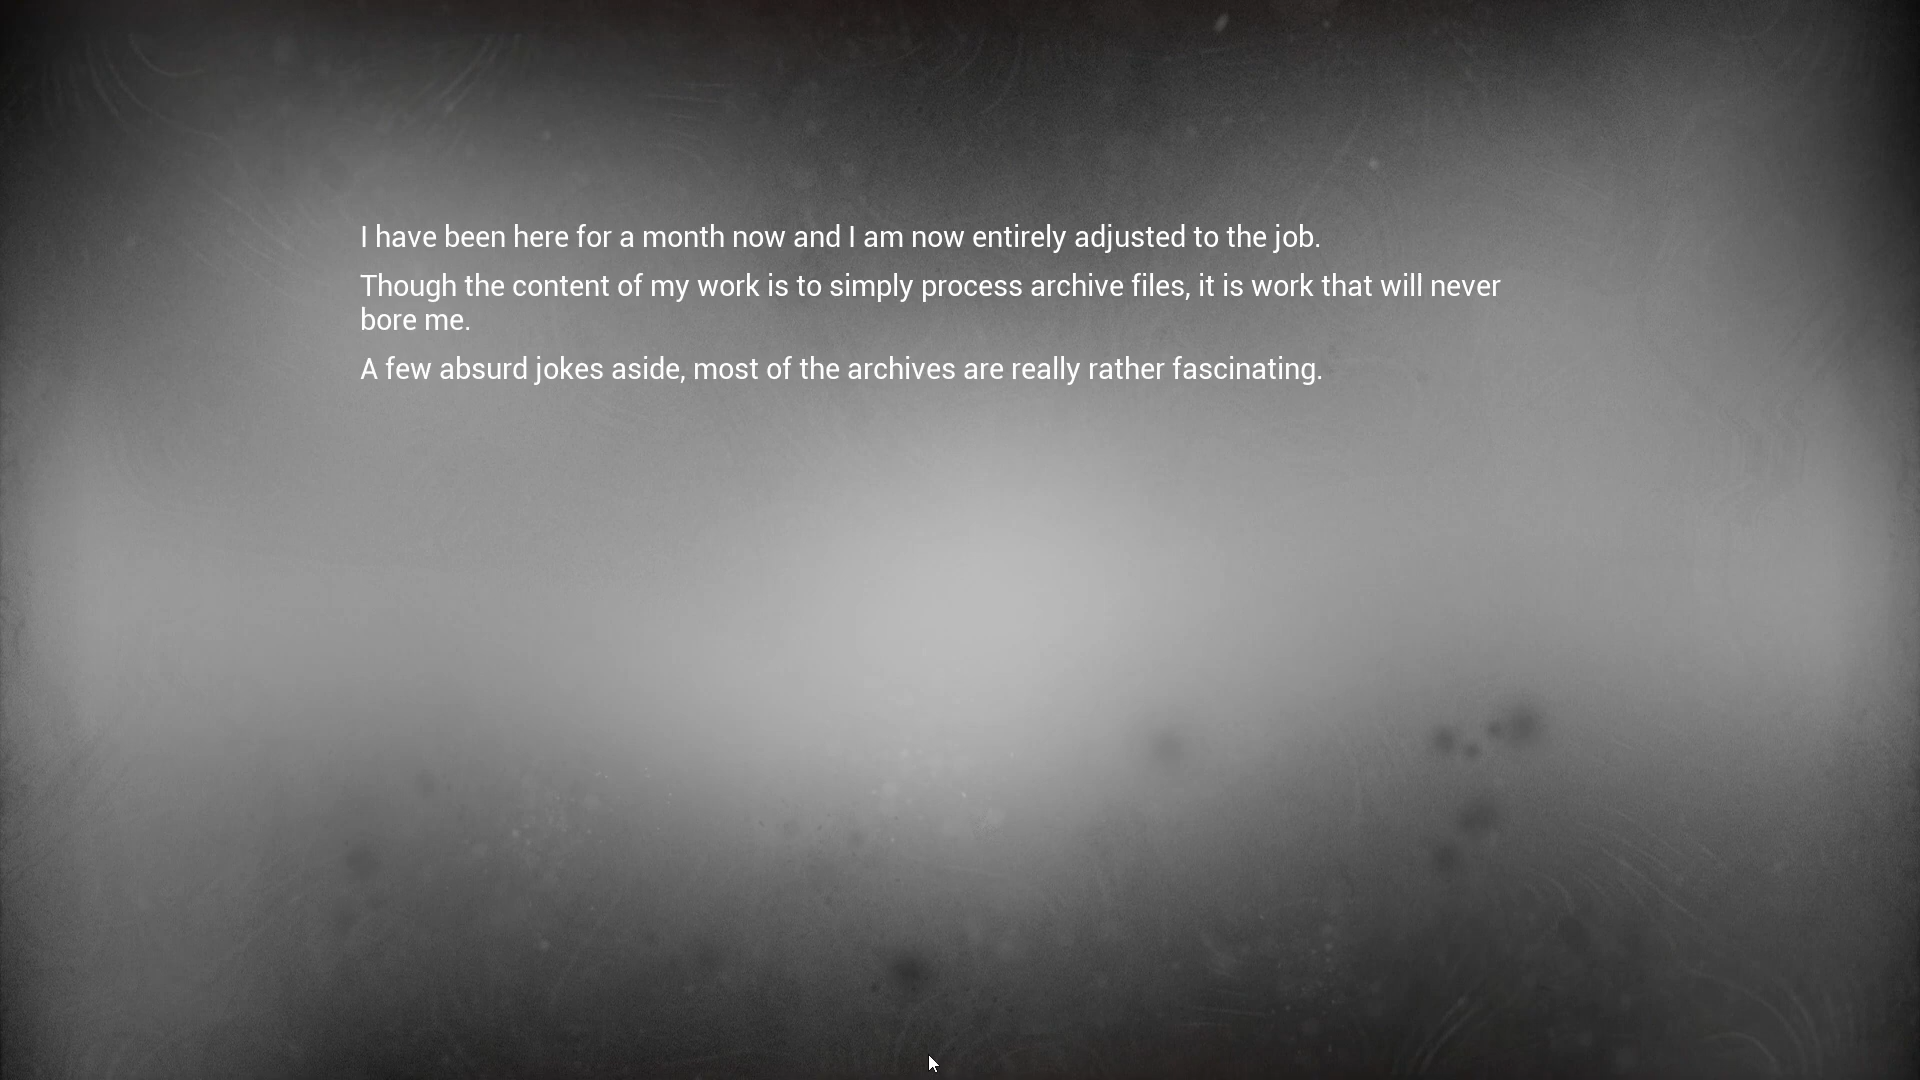 I have been here for a month now and I am now entirely adjusted to the job.
Though the content of my work is to simply process archive files, it is work that will never
bore me.
A few absurd jokes aside, most of the archives are really rather fascinating.